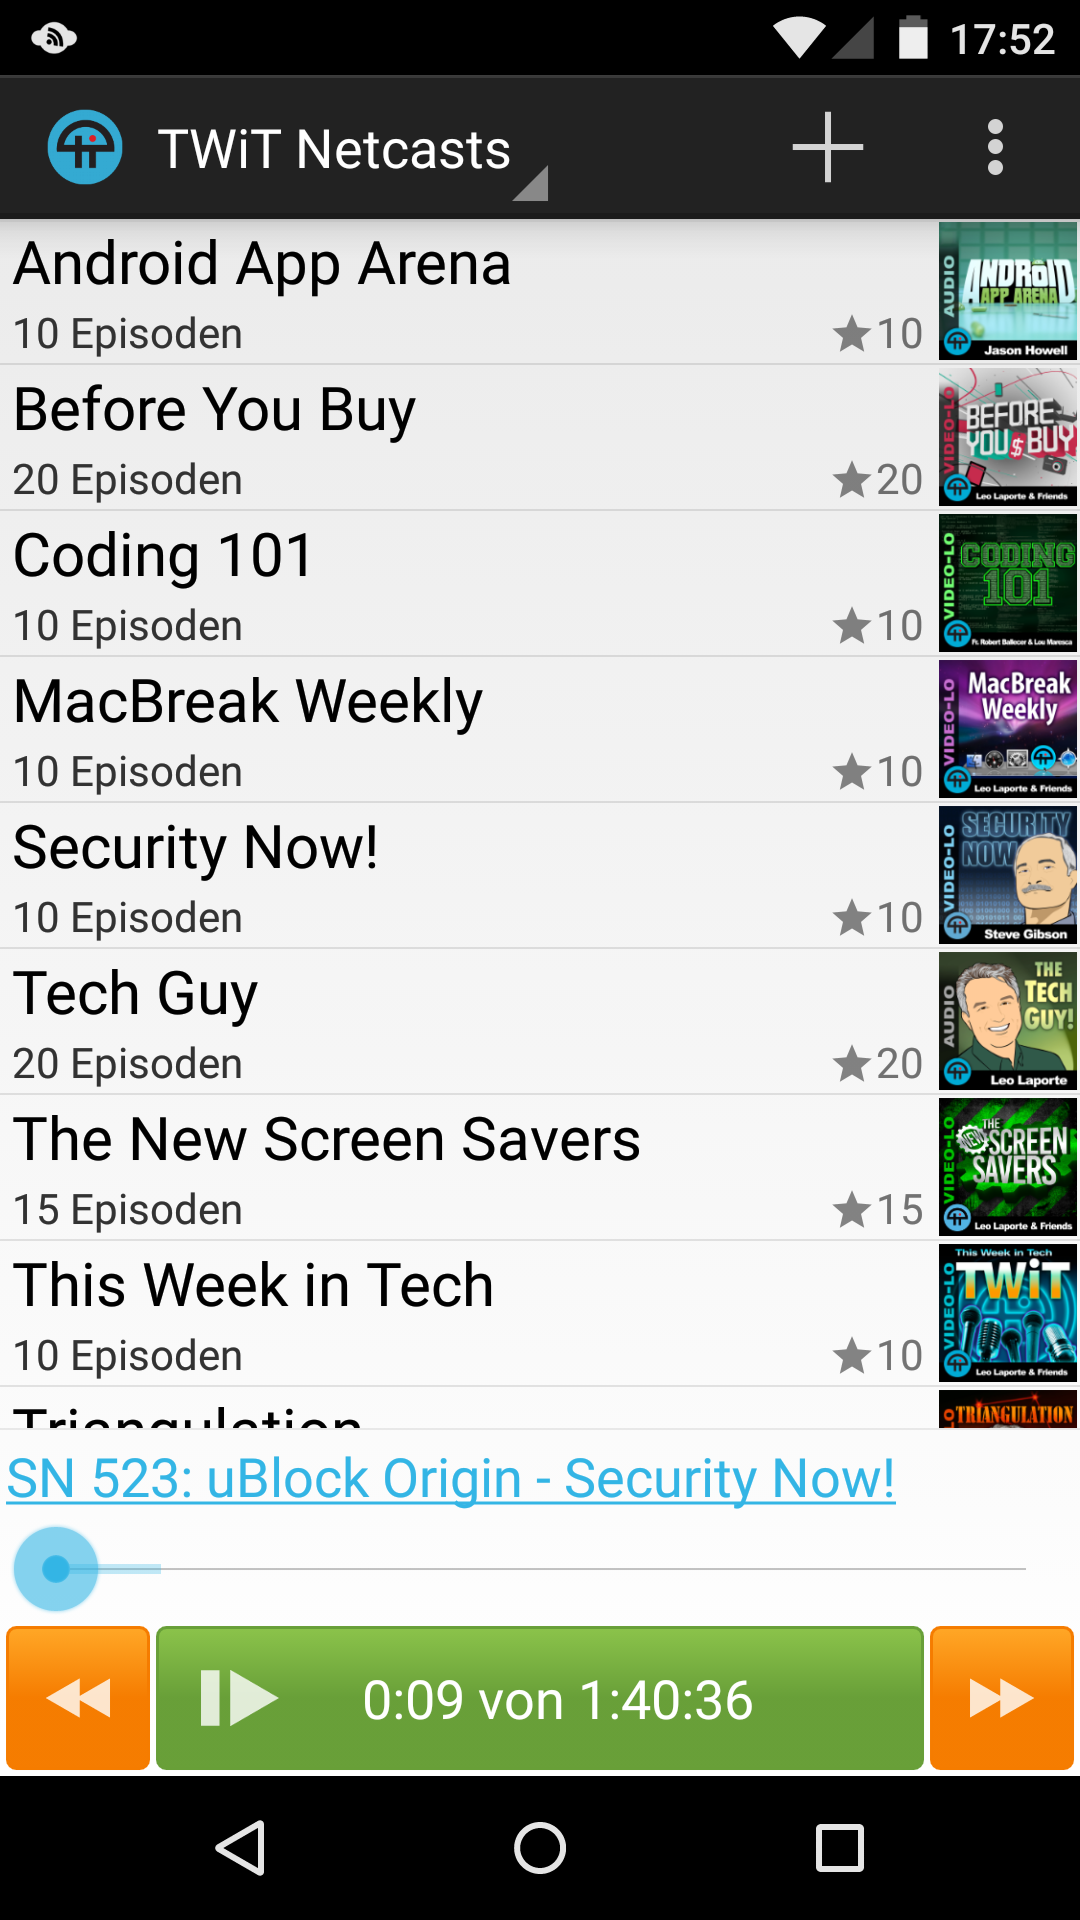 17:52
TWiT Netcasts
Android App Arena
10 Episoden
10
AUDIO
ANDROID
APP ARENA
Jason Howell
Before You Buy
20 Episoden
20
VIDEO-LO
BEFORE
YOU $ BUY
Leo Laporte & Friends
Coding 101
10 Episoden
10
VIDEO-LO
CODING
101
Fr. Robert Ballecer & Lou Maresca
MacBreak Weekly
10 Episoden
10
VIDEO-LO
MacBreak
Weekly
Leo Laporte & Friends
Security Now!
10 Episoden
10
VIDEO-LO
SECURITY
NOW
Steve Gibson
Tech Guy
20 Episoden
20
AUDIO
THE
TECH
GUY!
Leo Laporte
The New Screen Savers
15 Episoden
15
VIDEO-LO
THE
NEW
SCREEN
SAVERS
Leo Laporte & Friends
This Week in Tech
10 Episoden
10
This Week in Tech
VIDEO-LO
TWiT
Leo Laporte & Friends
Triangulation
TRIANGULATION
SN 523: uBlock Origin - Security Now!
0:09 von 1:40:36